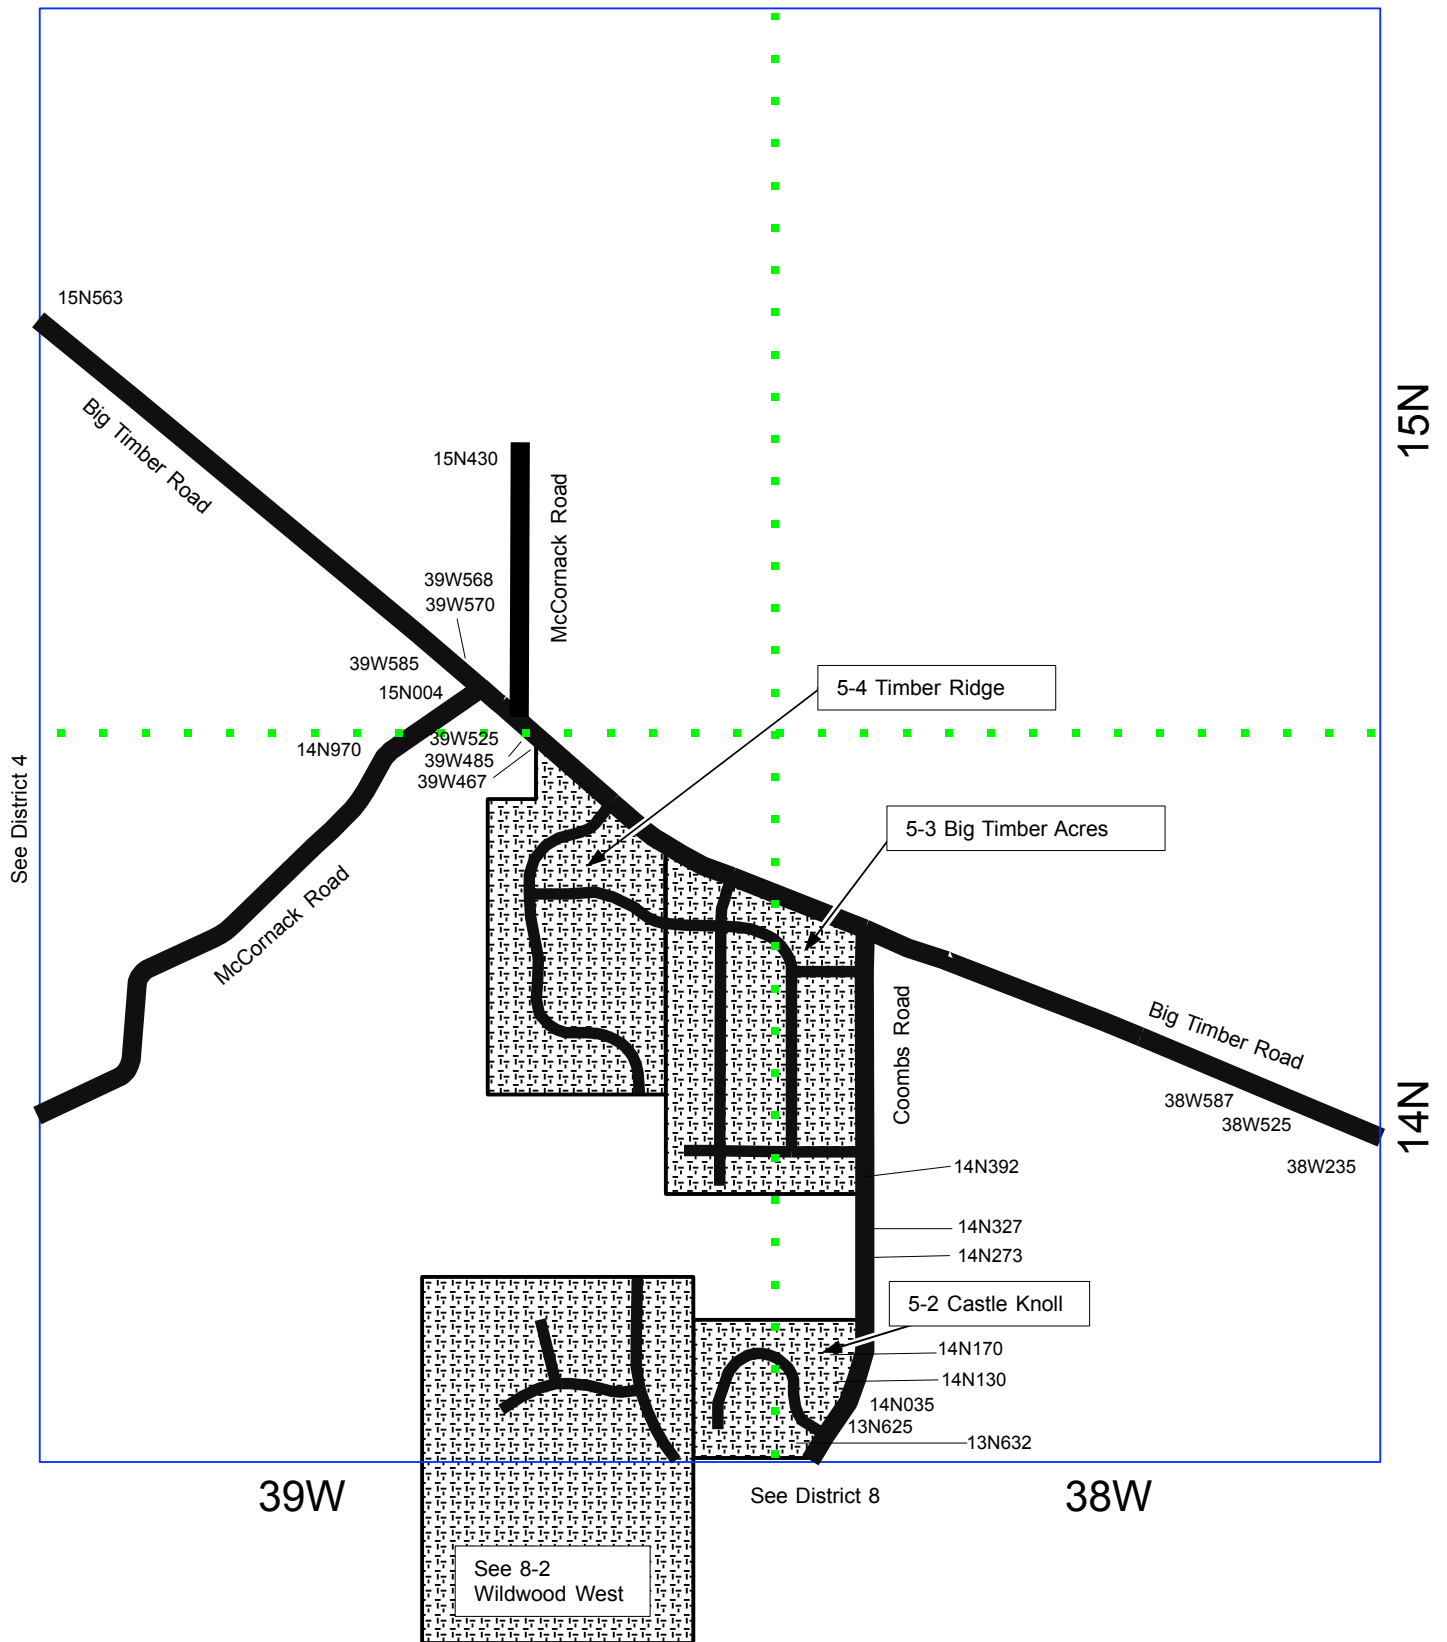 15N563
15N
Big Timber Road
15N430
McCornack Road
39W568
39W570
39W585
15N004
5-4 Timber Ridge
39W525
14N970
39W485
39W467
See District 4
5-3 Big Timber Acres
McCornack Road
Coombs Road
Big Timber Road
38W587
14N
38W525
14N392
38W235
14N327
14N273
5-2 Castle Knoll
14N170
14N130
14N035
13N625
13N632
39W
See District 8
38W
See 8-2
Wildwood West